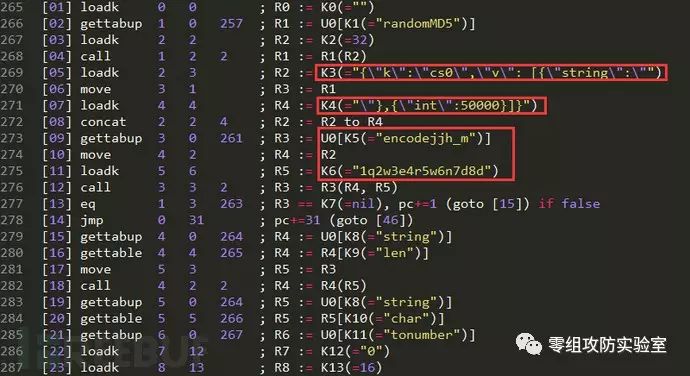 265 [01] loadk 0 0 ; R0 := K0(="")
266 [02] gettabup 1 0 257 ; R1 := U0[K1(="randomMD5")]
267 [03] loadk 2 2 ; R2 := K2(=32)
268 [04] call 1 2 2 ; R1 := R1(R2)
269 [05] loadk 2 3 ; R2 := K3(="{\"k\":\"cs0\",\"v\": [{\"string\":\"")
270 [06] move 3 1 ; R3 := R1
271 [07] loadk 4 4 ; R4 := K4(="\"},{\"int\":50000}]}")
272 [08] concat 2 2 4 ; R2 := R2 to R4
273 [09] gettabup 3 0 261 ; R3 := U0[K5(="encodejjh_m")]
274 [10] move 4 2 ; R4 := R2
275 [11] loadk 5 6 ; R5 := K6(="1q2w3e4r5w6n7d8d")
276 [12] call 3 3 2 ; R3 := R3(R4, R5)
277 [13] eq 1 3 263 ; R3 == K7(=nil), pc+=1 (goto [15]) if false
278 [14] jmp 0 31 ; pc+=31 (goto [46])
279 [15] gettabup 4 0 264 ; R4 := U0[K8(="string")]
280 [16] gettable 4 4 265 ; R4 := R4[K9(="len")]
281 [17] move 5 3 ; R5 := R3
282 [18] call 4 2 2 ; R4 := R4(R5)
283 [19] gettabup 5 0 264 ; R5 := U0[K8(="string")]
284 [20] gettable 5 5 266 ; R5 := R5[K10(="char")]
285 [21] gettabup 6 0 267 ; R6 := U0[K11(="tonumber")]
286 [22] loadk 7 12 ; R7 := K12(="0")
287 [23] loadk 8 13 ; R8 := K13(=16)
零组攻防实验室